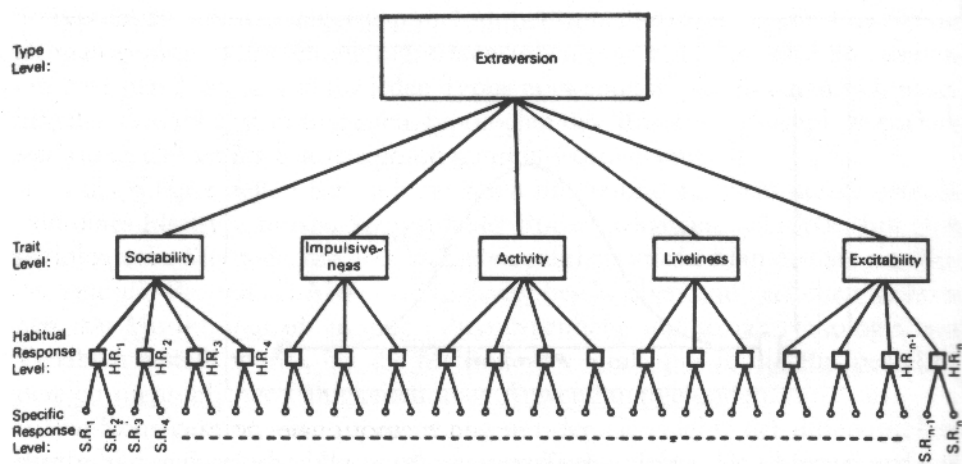 Type
Level:
Extraversion
Trait
Level:
Sociability
Impulsive-
ness
Activity
Liveliness
Excitability
Habitual
Response
Level:
H.R.-1
H.R.-2
H.R.-3
H.R.-4
H.R.n-1
H.R.n
Specific
Response
Level:
S.R.-1
S.R.-2
S.R.-3
S.R.-4
S.R.n-1
S.R.n